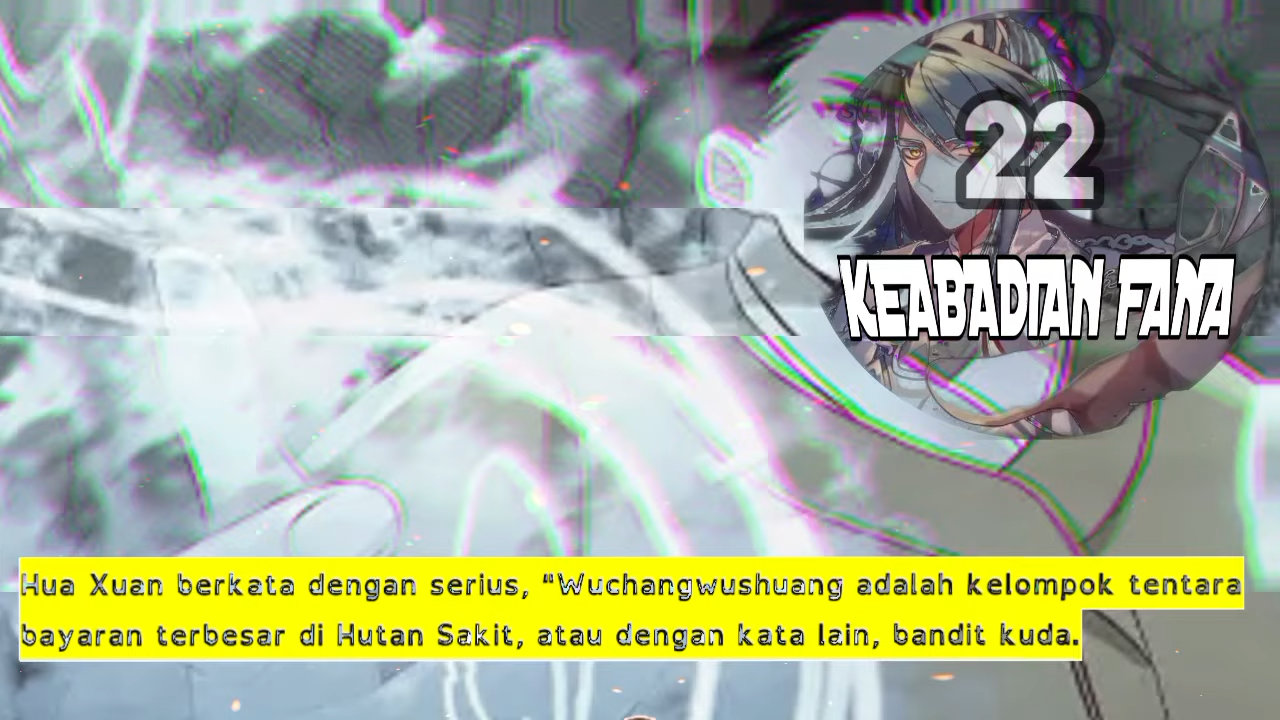 22
KEABADIAN FANA
Hua Xuan berkata dengan serius, "Wuchangwushuang adalah kelompok tentara
bayaran terbesar di Hutan Sakit, atau dengan kata lain, bandit kuda.